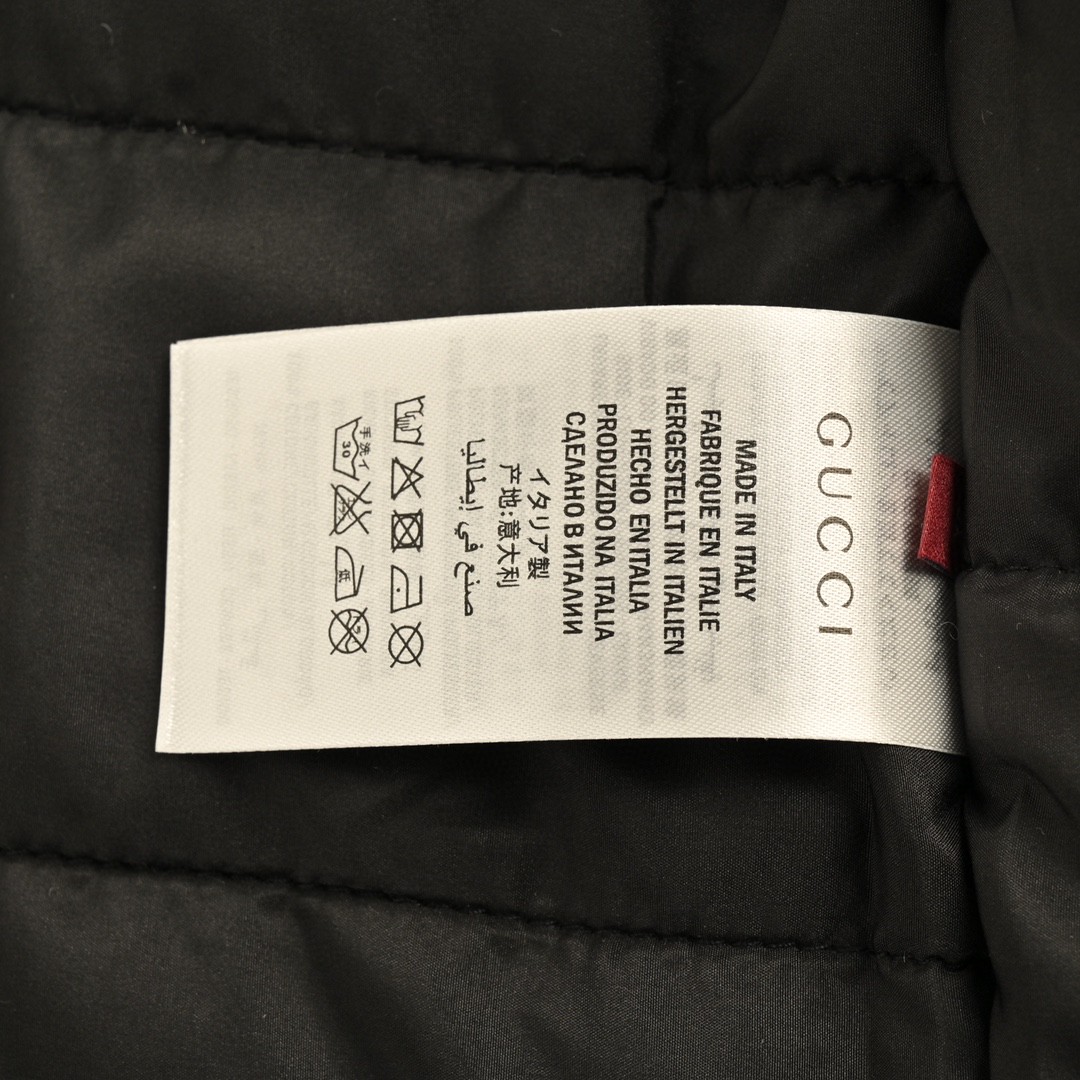 GUCCI
MADE IN ITALY
FABRIQUE EN ITALIE
HERGESTELLT IN ITALIEN
HECHO EN ITALIA
PRODUZIDO NA ITALIA
СДЕЛАНО В ИТАЛИИ
イタリア製
产地:意大利
صنع في إيطاليا
手洗イ
30
低